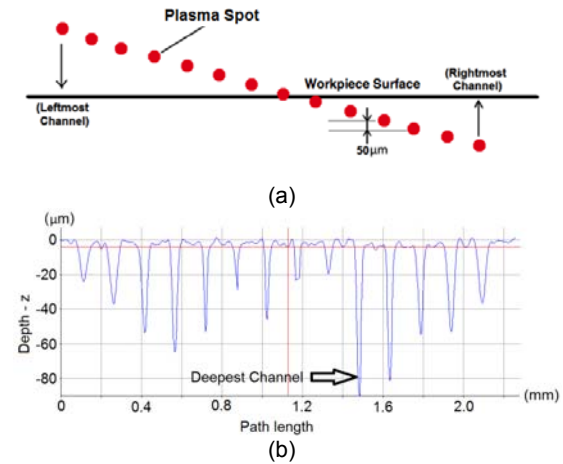 Plasma Spot
(Rightmost
Channel)
Workpiece Surface
(Leftmost
Channel)
50μm
(a)
(μm)
0
-20
-40
-60
-80
Depth - z
Deepest Channel
0 0.4 0.8 1.2 1.6 2.0 (mm)
Path length
(b)